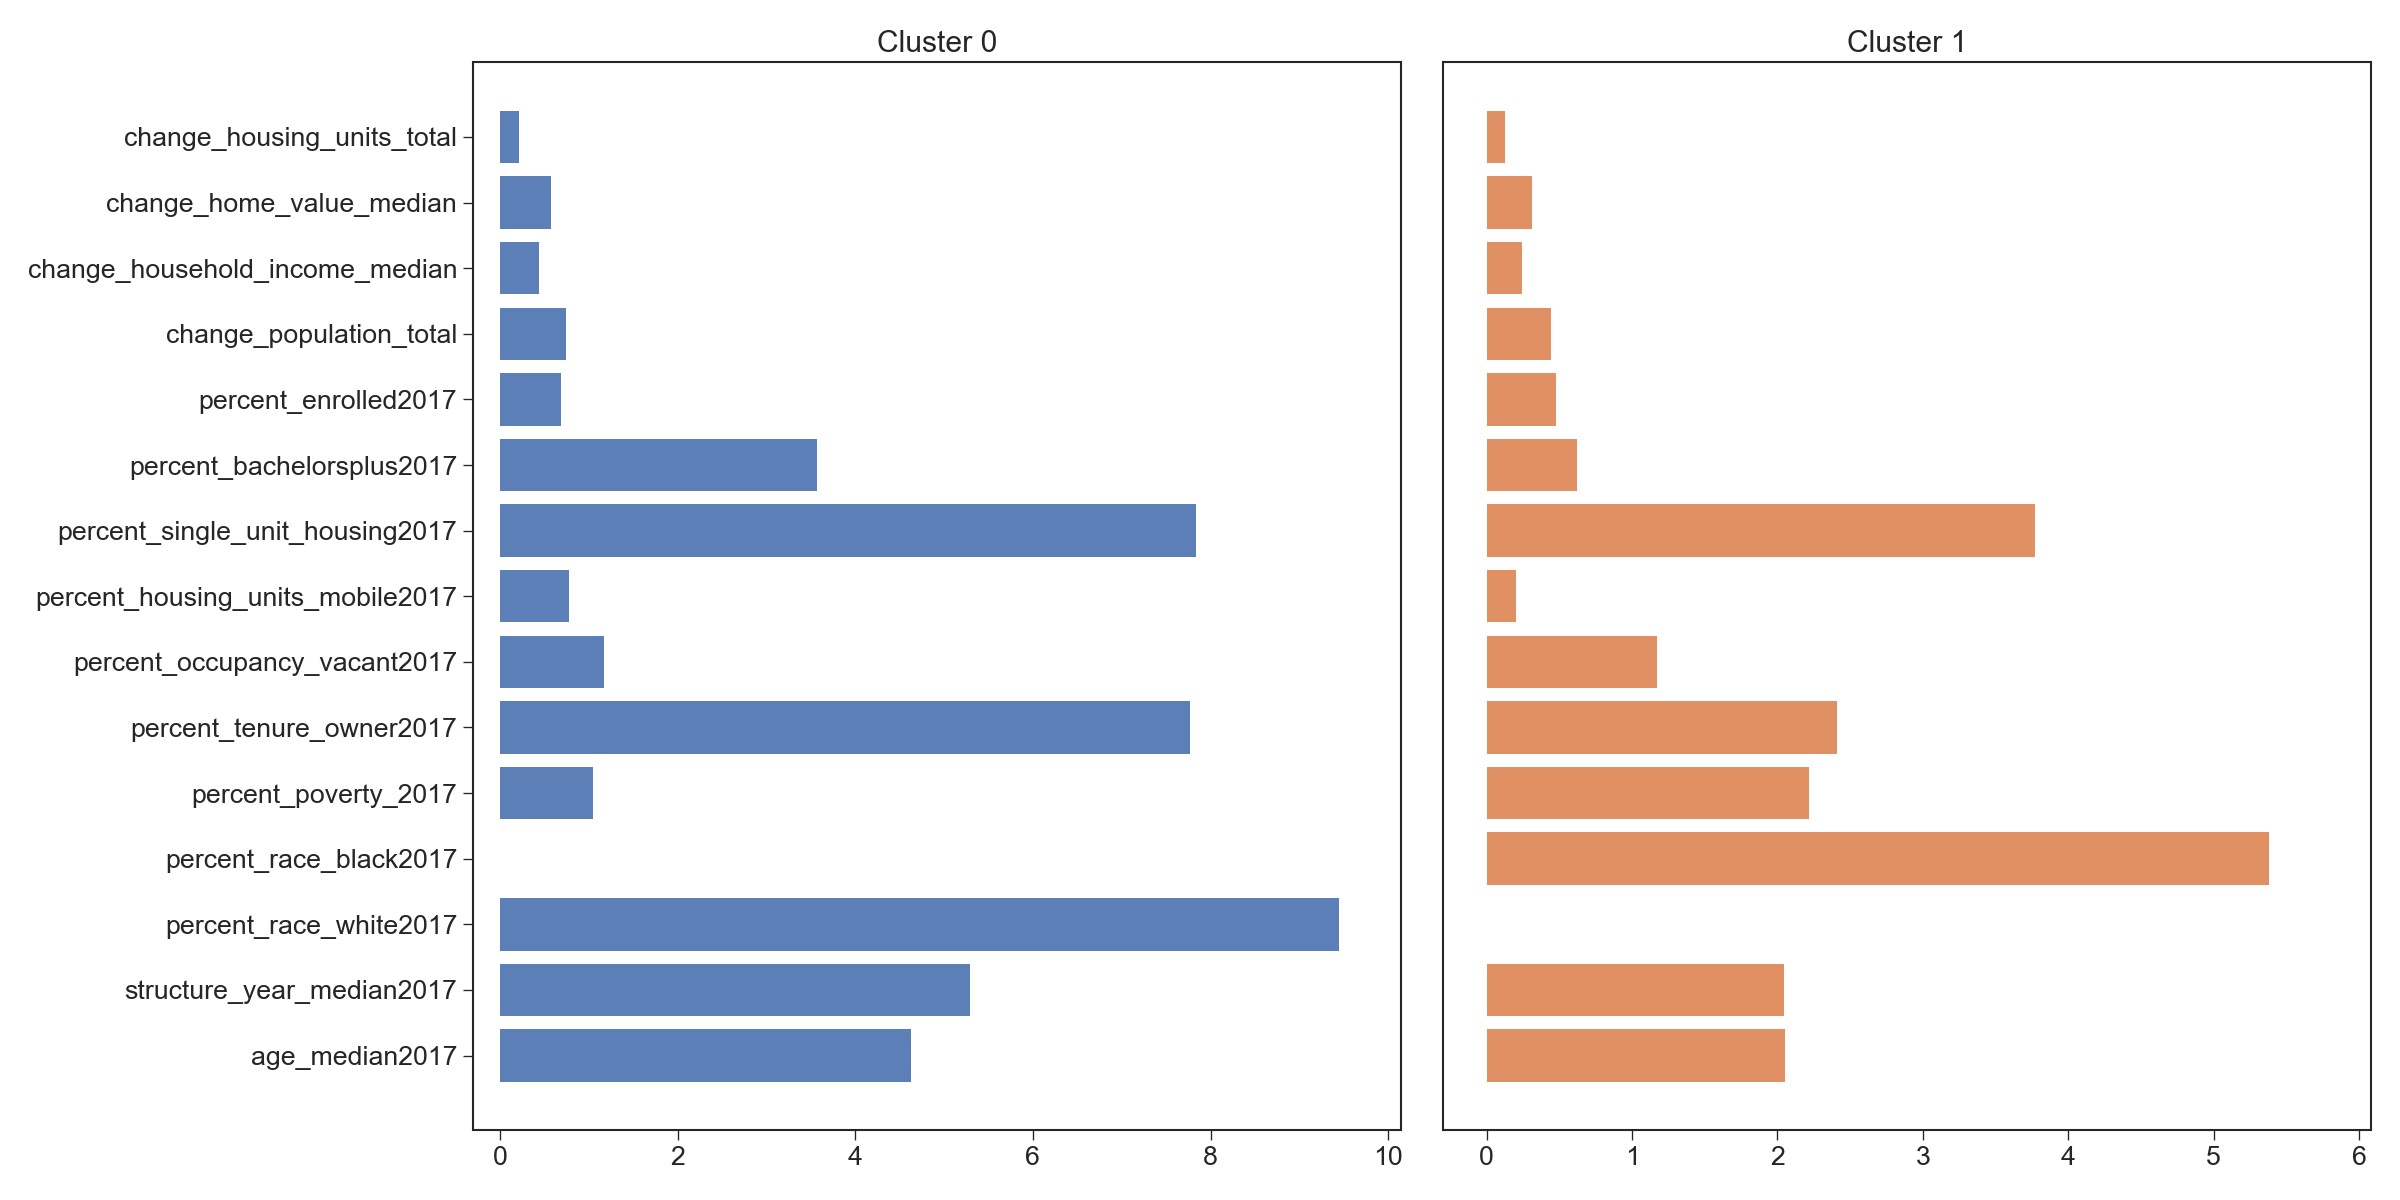 Cluster 0
Cluster 1
change_housing_units_total
change_home_value_median
change_household_income_median
change_population_total
percent_enrolled2017
percent_bachelorsplus2017
percent_single_unit_housing2017
percent_housing_units_mobile2017
percent_occupancy_vacant2017
percent_tenure_owner2017
percent_poverty_2017
percent_race_black2017
percent_race_white2017
structure_year_median2017
age_median2017
0 2 4 6 8 10
0 1 2 3 4 5 6